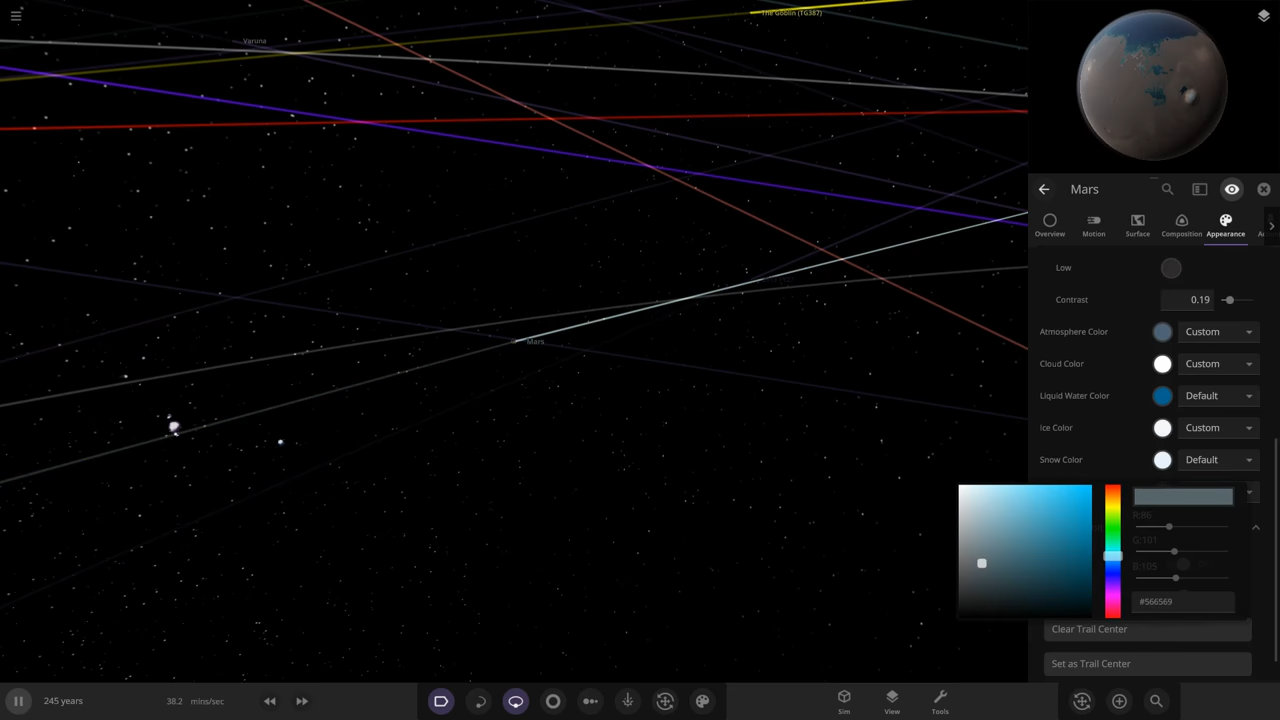 The Goblin (TG387)
Varuna
Mars
Mars
Overview
Motion
Surface
Composition
Appearance
Low
Contrast
0.19
Atmosphere Color
Custom
Cloud Color
Custom
Liquid Water Color
Default
Ice Color
Custom
Snow Color
Default
R:86
G:101
B:105
#566569
Clear Trail Center
Set as Trail Center
245 years
38.2 mins/sec
Sim
View
Tools